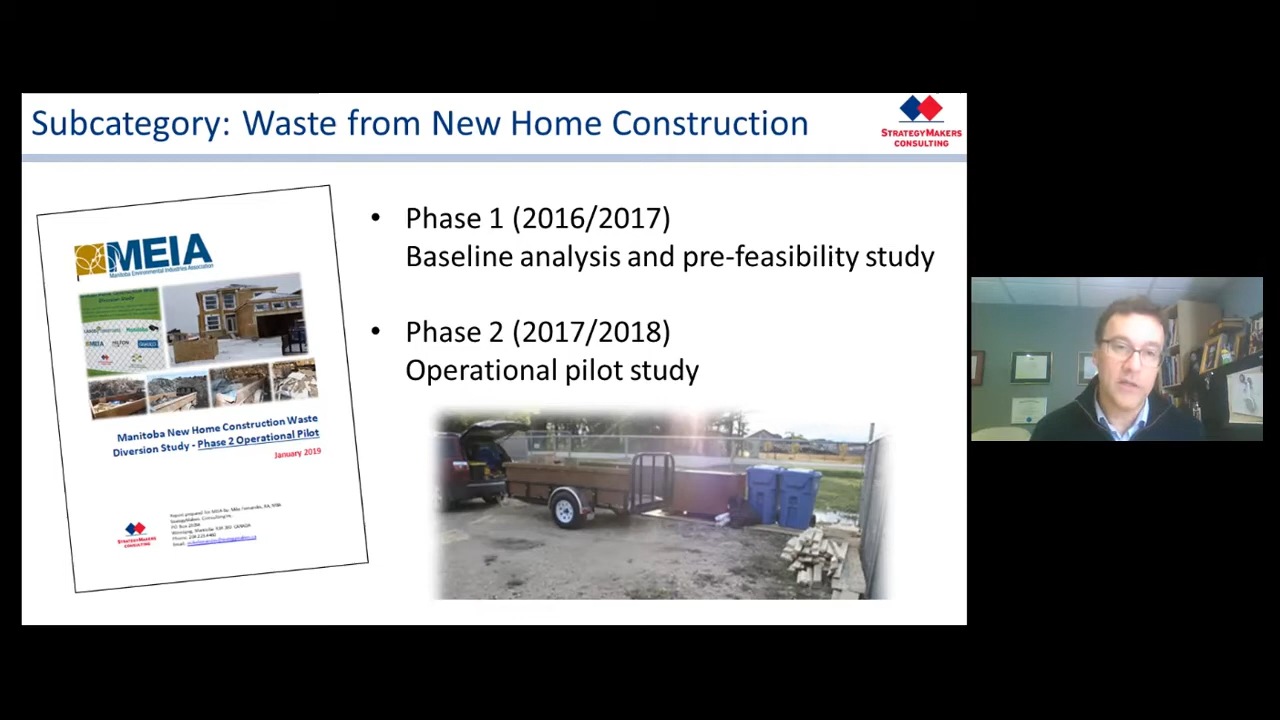 Subcategory: Waste from New Home Construction
STRATEGYMAKERS
CONSULTING
MEIA
Manitoba Environmental Industries Association
Manitoba New Home Construction Waste
Diversion Study - Phase 2 Operational Pilot
January 2019
STRATEGYMAKERS
CONSULTING
• Phase 1 (2016/2017)
Baseline analysis and pre-feasibility study
• Phase 2 (2017/2018)
Operational pilot study